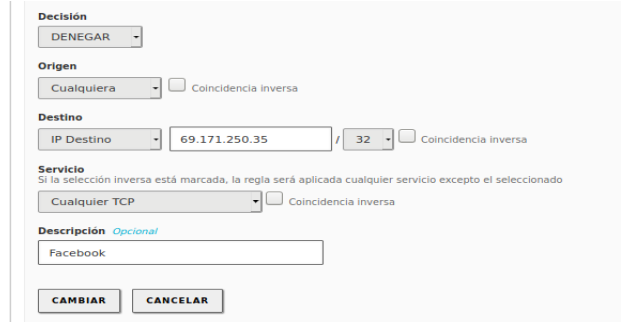 Decisión
DENEGAR
Origen
Cualquiera Coincidencia inversa
Destino
IP Destino 69.171.250.35 / 32 Coincidencia inversa
Servicio
Si la selección inversa está marcada, la regla será aplicada cualquier servicio excepto el seleccionado
Cualquier TCP Coincidencia inversa
Descripción Opcional
Facebook
CAMBIAR CANCELAR